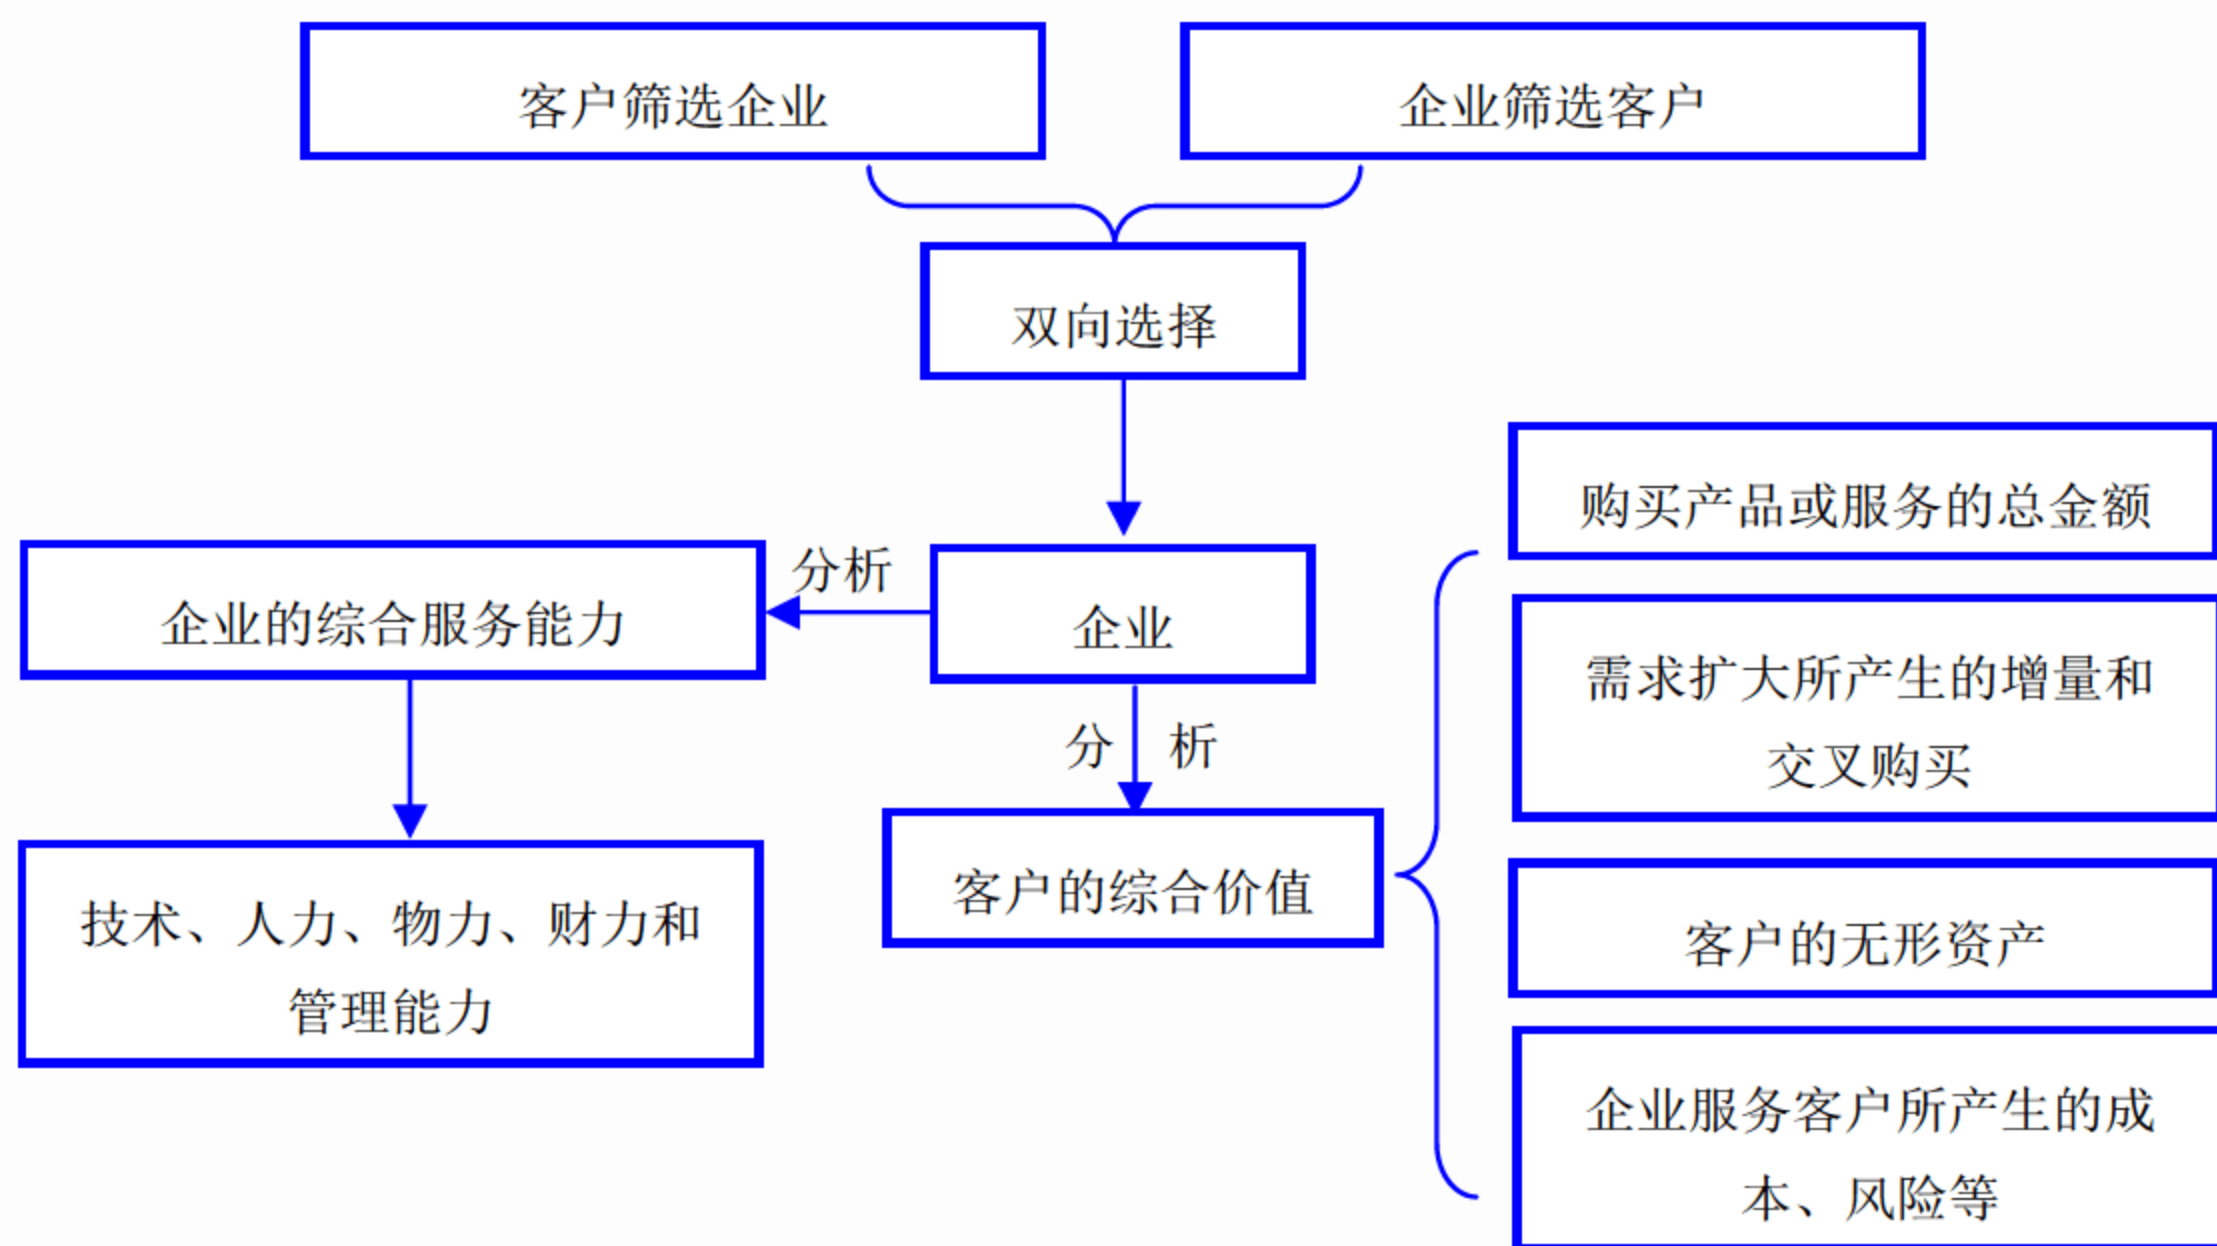 客户筛选企业
企业筛选客户
双向选择
购买产品或服务的总金额
分析
企业的综合服务能力
企业
需求扩大所产生的增量和
交叉购买
分 析
客户的综合价值
技术、人力、物力、财力和
管理能力
客户的无形资产
企业服务客户所产生的成
本、风险等